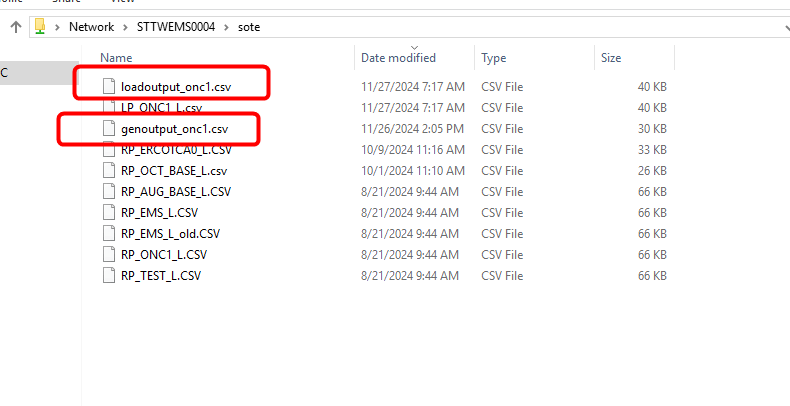 Network > STTWEMS0004 > sote
Name Date modified Type Size
C
loadoutput_onc1.csv 11/27/2024 7:17 AM CSV File 40 KB
LP_ONC1_L.csv 11/27/2024 7:17 AM CSV File 40 KB
genoutput_onc1.csv 11/26/2024 2:05 PM CSV File 30 KB
RP_ERCOTCA0_L.CSV 10/9/2024 11:16 AM CSV File 33 KB
RP_OCT_BASE_L.csv 10/1/2024 11:10 AM CSV File 26 KB
RP_AUG_BASE_L.CSV 8/21/2024 9:44 AM CSV File 66 KB
RP_EMS_L.CSV 8/21/2024 9:44 AM CSV File 66 KB
RP_EMS_L_old.CSV 8/21/2024 9:44 AM CSV File 66 KB
RP_ONC1_L.CSV 8/21/2024 9:44 AM CSV File 66 KB
RP_TEST_L.CSV 8/21/2024 9:44 AM CSV File 66 KB